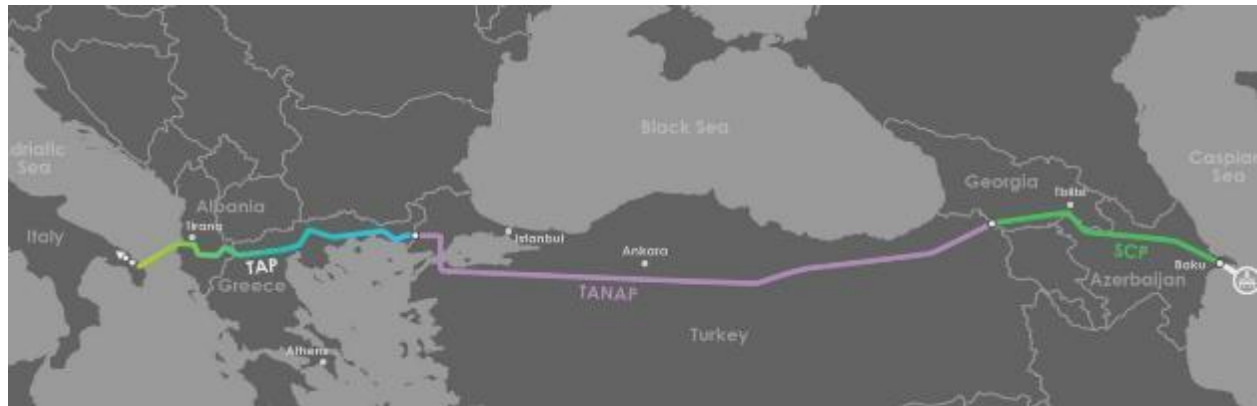 Black Sea
driatic
Sea
Caspian
Sea
Georgia
Tbilisi
Albania
Tirana
Italy
Istanbul
Ankara
TAP
SCP
Baku
Greece
Azerbaijan
TANAP
Turkey
Athens